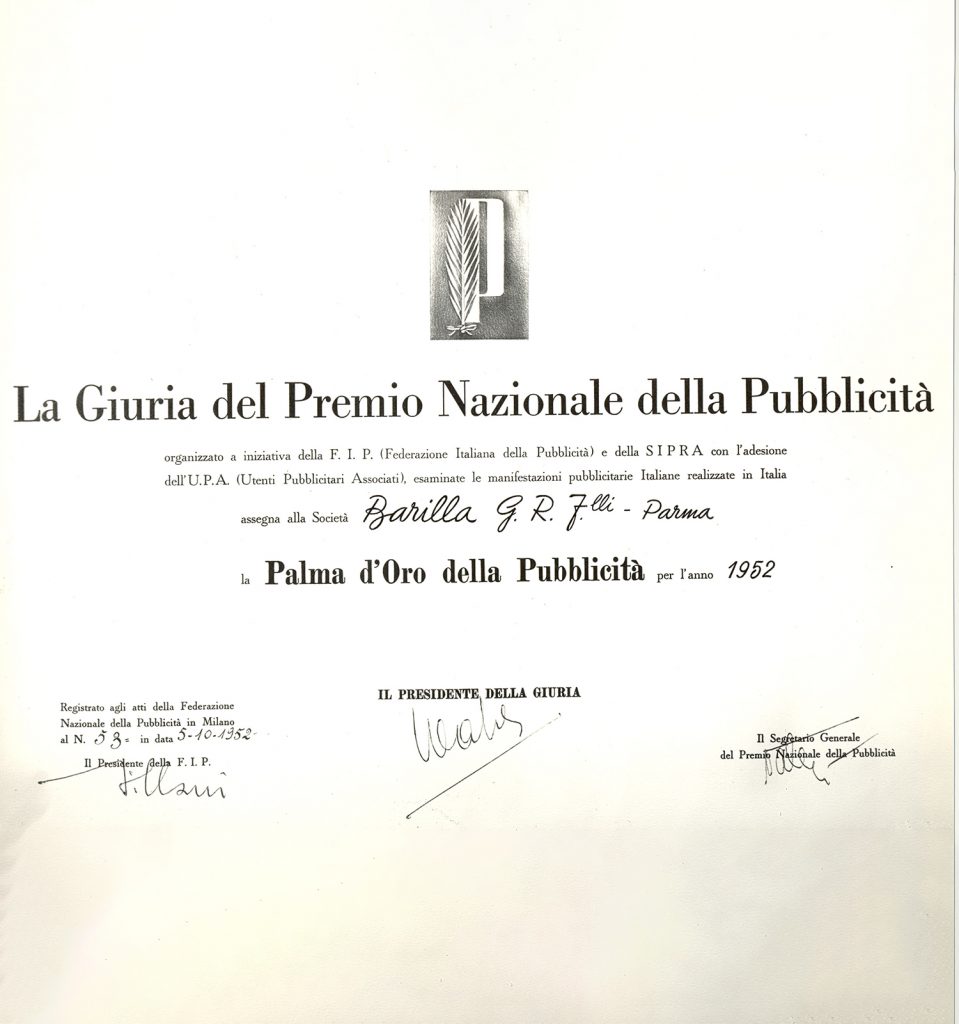 P
La Giuria del Premio Nazionale della Pubblicità
organizzato a iniziativa della F. I. P. (Federazione Italiana della Pubblicità) e della SIPRA con l'adesione
dell'U.P.A. (Utenti Pubblicitari Associati), esaminate le manifestazioni pubblicitarie Italiane realizzate in Italia
assegna alla Società Barilla G. R. F.lli - Parma
la Palma d'Oro della Pubblicità per l'anno 1952
IL PRESIDENTE DELLA GIURIA
Registrato agli atti della Federazione
Nazionale della Pubblicità in Milano
al N. 53= in data 5-10-1952-
Il Presidente della F. I. P.
Il Segretario Generale
del Premio Nazionale della Pubblicità